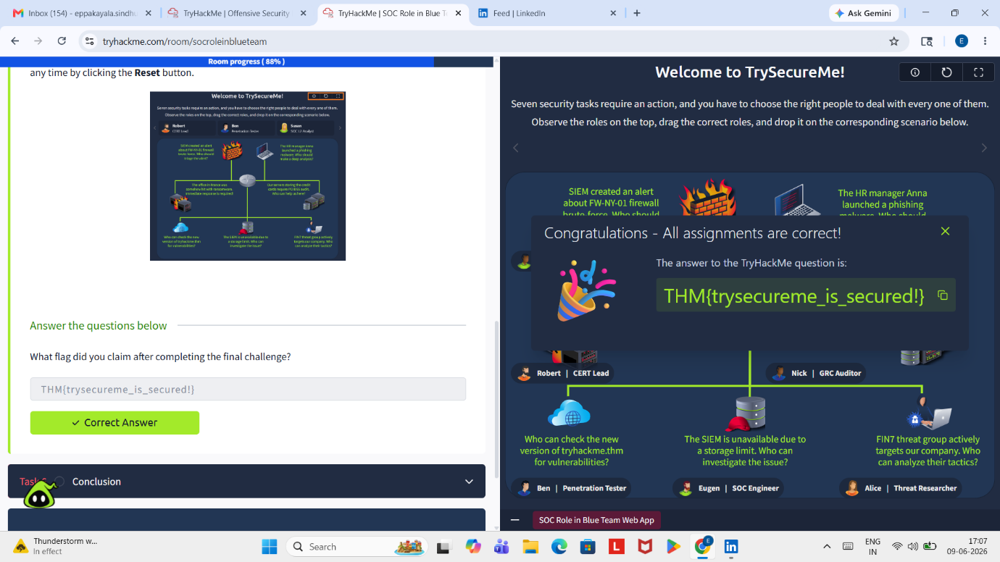 Inbox (154) - eppakayala.sindhu
TryHackMe | Offensive Security
TryHackMe | SOC Role in Blue T
Feed | LinkedIn
Ask Gemini
tryhackme.com/room/socroleinblueteam
E
Room progress ( 88% )
any time by clicking the Reset button.
Welcome to TrySecureMe!
Seven security tasks require an action, and you have to choose the right people to deal with every one of them.
Observe the roles on the top, drag the correct roles, and drop it on the corresponding scenario below.
Robert
CERT Lead
Ben
Penetration Tester
Susan
SOC L2 Analyst
SIEM created an alert
about FW-NY-01 firewall
brute-force. Who should
triage the alert?
The HR manager Anna
launched a phishing
malware. Who should
make a deep analysis?
The office in France was
somehow hit with ransomware.
Immediate response is required!
Our servers storing the credit
cards require PCI DSS audit.
Who can help us here?
Who can check the new
version of tryhackme.thm
for vulnerabilities?
The SIEM is unavailable due to
a storage limit. Who can
investigate the issue?
FIN7 threat group actively
targets our company. Who
can analyze their tactics?
Answer the questions below
What flag did you claim after completing the final challenge?
THM{trysecureme_is_secured!}
Correct Answer
Conclusion
Welcome to TrySecureMe!
Seven security tasks require an action, and you have to choose the right people to deal with every one of them.
Observe the roles on the top, drag the correct roles, and drop it on the corresponding scenario below.
SIEM created an alert
about FW-NY-01 firewall
brute-force. Who should
The HR manager Anna
launched a phishing
malware. Who should
Congratulations - All assignments are correct!
The answer to the TryHackMe question is:
THM{trysecureme_is_secured!}
Robert | CERT Lead
Nick | GRC Auditor
Who can check the new
version of tryhackme.thm
for vulnerabilities?
The SIEM is unavailable due to
a storage limit. Who can
investigate the issue?
FIN7 threat group actively
targets our company. Who
can analyze their tactics?
Ben | Penetration Tester
Eugen | SOC Engineer
Alice | Threat Researcher
SOC Role in Blue Team Web App
Thunderstorm w...
In effect
Search
ENG
IN
17:07
09-06-2026